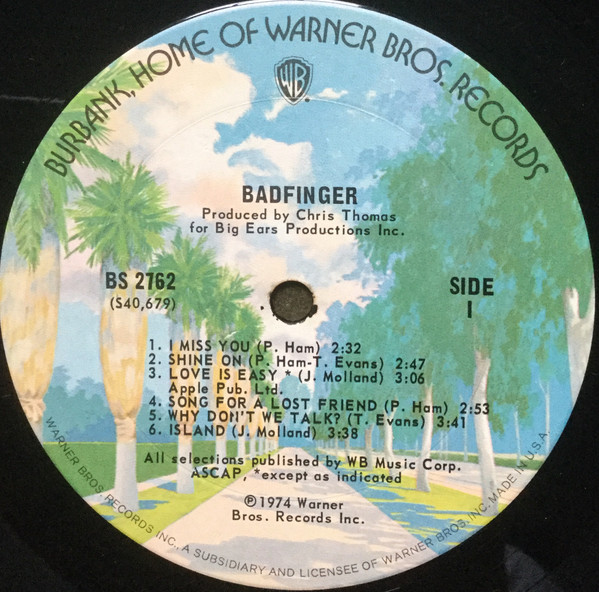 BURBANK, HOME OF WARNER BROS. RECORDS
WB
BADFINGER
Produced by Chris Thomas
for Big Ears Productions Inc.
BS 2762
(S40,679)
SIDE
I
1. I MISS YOU (P. Ham) 2:32
2. SHINE ON (P. Ham-T. Evans) 2:47
3. LOVE IS EASY * (J. Molland) 3:06
Apple Pub. Ltd.
4. SONG FOR A LOST FRIEND (P. Ham) 2:53
5. WHY DON'T WE TALK? (T. Evans) 3:41
6. ISLAND (J. Molland) 3:38
All selections published by WB Music Corp.
ASCAP, *except as indicated
℗1974 Warner
Bros. Records Inc.
WARNER BROS. RECORDS INC., A SUBSIDIARY AND LICENSEE OF WARNER BROS. INC. MADE IN U.S.A.